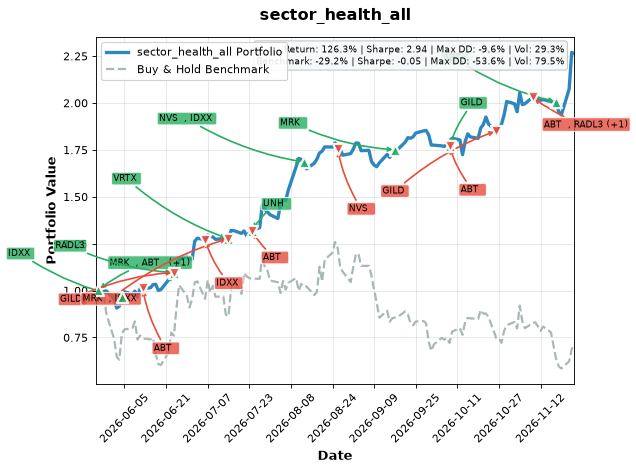 sector_health_all
sector_health_all Portfolio
Buy & Hold Benchmark
Return: 126.3% | Sharpe: 2.94 | Max DD: -9.6% | Vol: 29.3%
Benchmark: -29.2% | Sharpe: -0.05 | Max DD: -53.6% | Vol: 79.5%
Portfolio Value
2.25
2.00
1.75
1.50
1.25
1.00
0.75
GILD
ABT , RADL3 (+1)
NVS , IDXX
MRK
VRTX
GILD
ABT
NVS
UNH
IDXX
RADL3
MRK , ABT (+1)
ABT
IDXX
GILD
MRK , IDXX
ABT
2026-06-05
2026-06-21
2026-07-07
2026-07-23
2026-08-08
2026-08-24
2026-09-09
2026-09-25
2026-10-11
2026-10-27
2026-11-12
Date